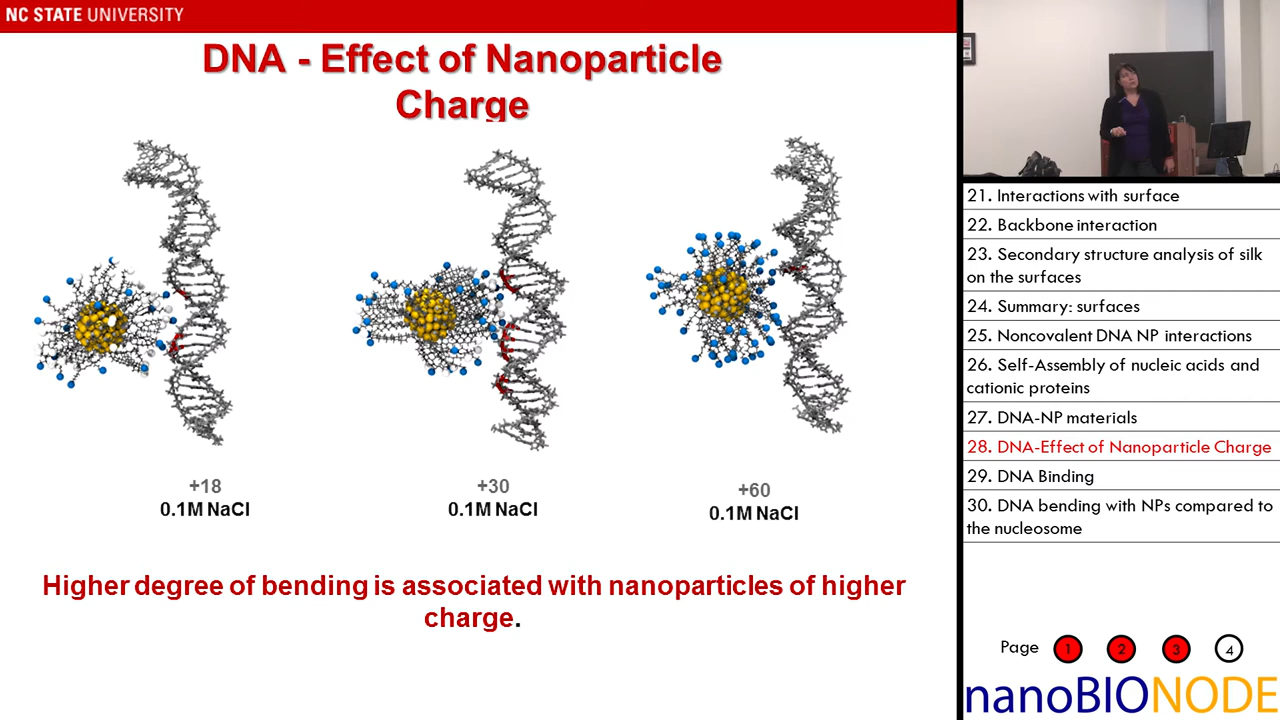 NC STATE UNIVERSITY
DNA - Effect of Nanoparticle
Charge
+18
0.1M NaCl
+30
0.1M NaCl
+60
0.1M NaCl
Higher degree of bending is associated with nanoparticles of higher
charge.
21. Interactions with surface
22. Backbone interaction
23. Secondary structure analysis of silk
on the surfaces
24. Summary: surfaces
25. Noncovalent DNA NP interactions
26. Self-Assembly of nucleic acids and
cationic proteins
27. DNA-NP materials
28. DNA-Effect of Nanoparticle Charge
29. DNA Binding
30. DNA bending with NPs compared to
the nucleosome
Page 1 2 3 4
nanoBIONODE